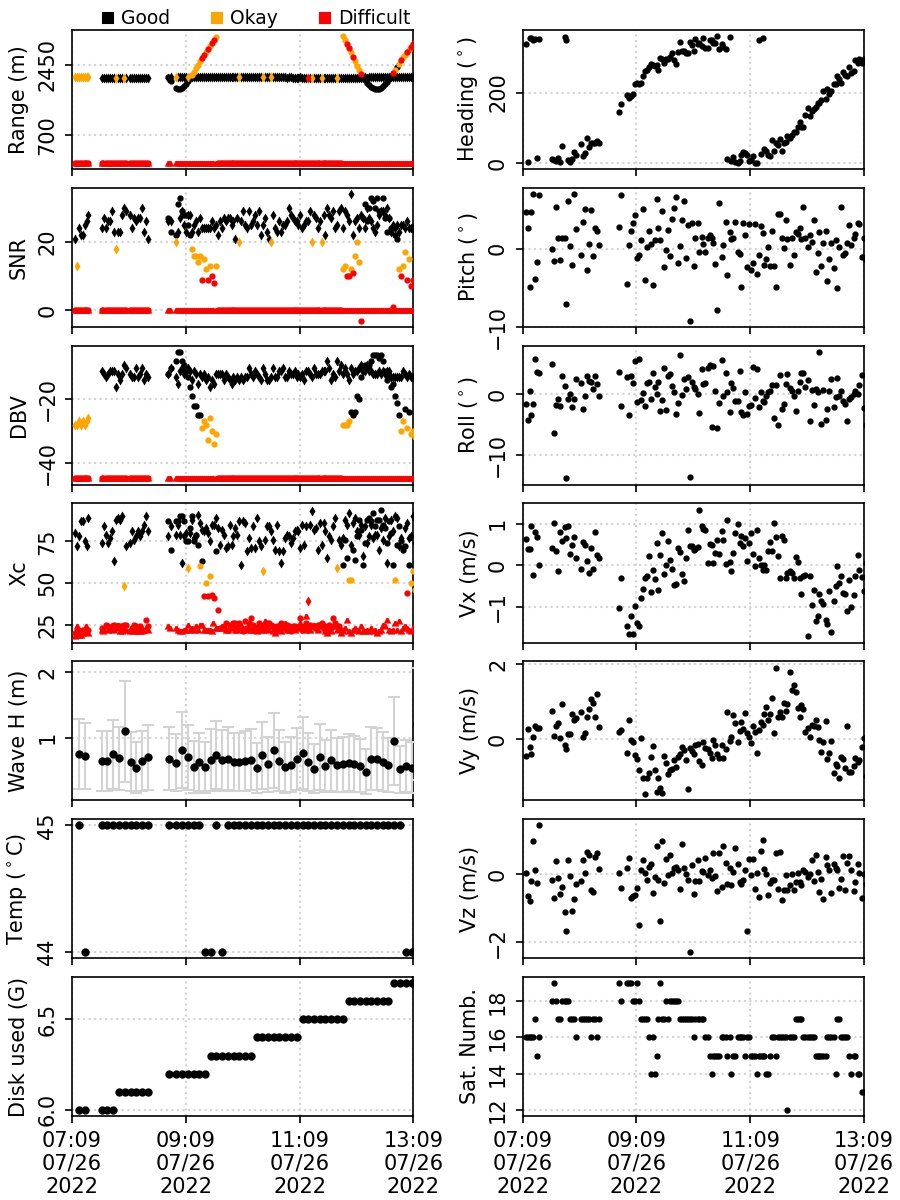 Good Okay Difficult
Range (m)
2450
700
Heading (°)
200
0
SNR
20
0
Pitch (°)
0
−10
DBV
−20
−40
Roll (°)
0
−10
Xc
75
50
25
Vx (m/s)
1
0
−1
Wave H (m)
2
1
Vy (m/s)
2
0
Temp (°C)
45
44
Vz (m/s)
0
−2
Disk used (G)
6.5
6.0
Sat. Numb.
18
16
14
12
07:09 09:09 11:09 13:09
07/26 07/26 07/26 07/26
2022 2022 2022 2022
07:09 09:09 11:09 13:09
07/26 07/26 07/26 07/26
2022 2022 2022 2022